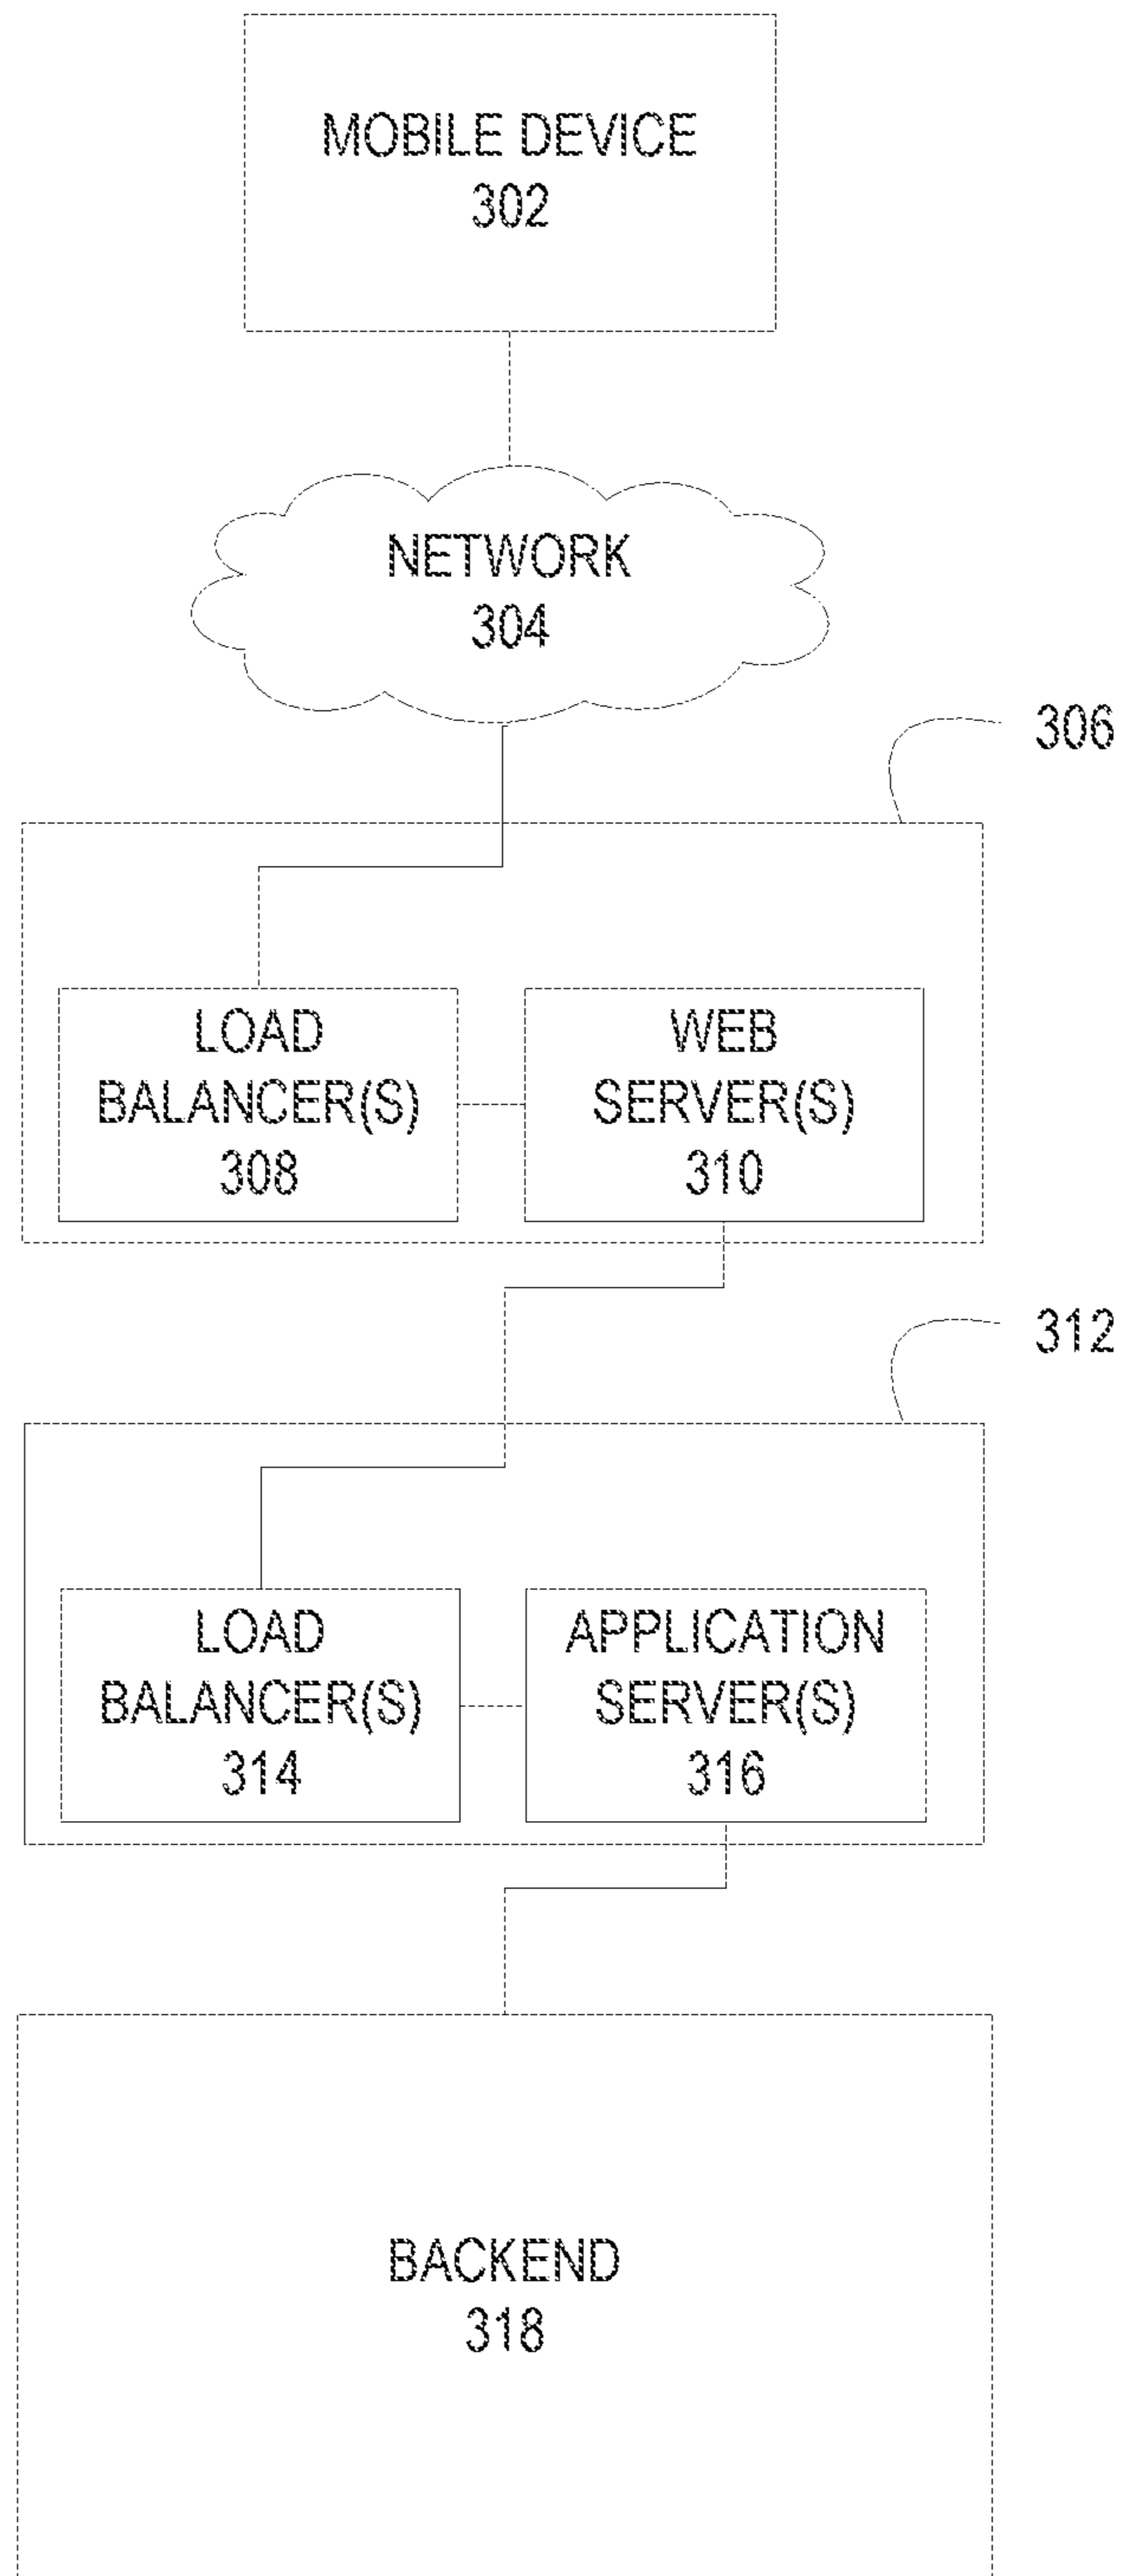 MOBILE DEVICE
302
NETWORK
304
306
LOAD
BALANCER(S)
308
WEB
SERVER(S)
310
312
LOAD
BALANCER(S)
314
APPLICATION
SERVER(S)
316
BACKEND
318